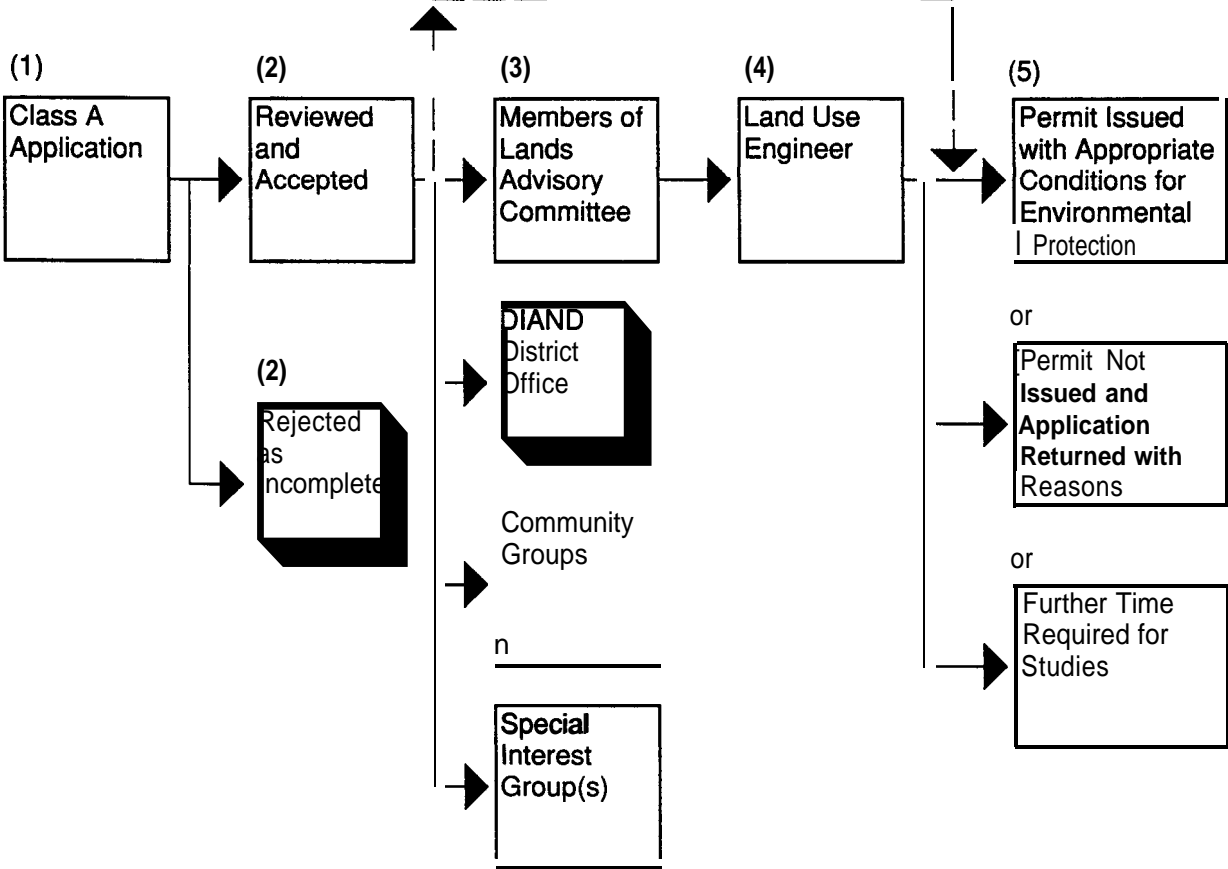 (1)
Class A
Application
(2)
Reviewed
and
Accepted
(2)
Rejected
as
ncomplete
(3)
Members of
Lands
Advisory
Committee
DIAND
District
Office
Community
Groups
n
Special
Interest
Group(s)
(4)
Land Use
Engineer
(5)
Permit Issued
with Appropriate
Conditions for
Environmental
Protection
or
Permit Not
Issued and
Application
Returned with
Reasons
or
Further Time
Required for
Studies